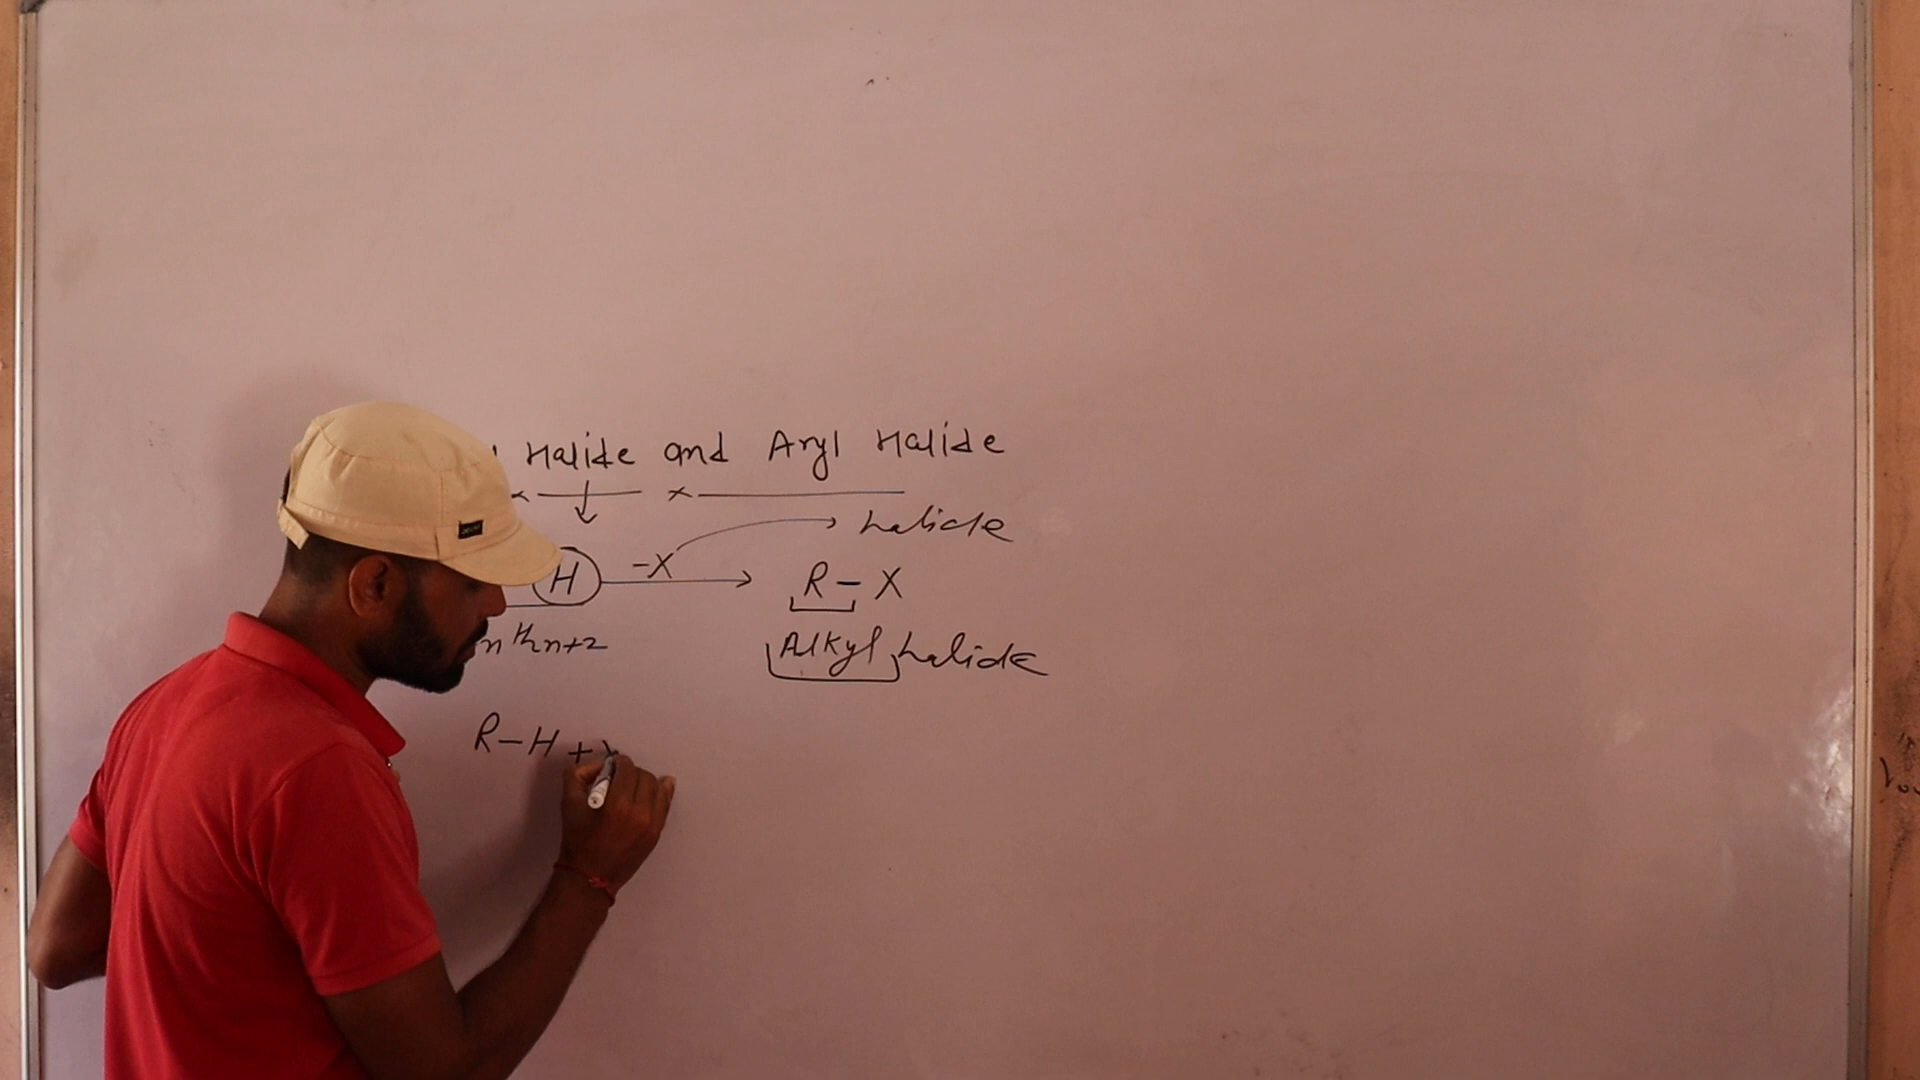 Halide and Aryl Halide
halide
H -X R - X
nH2n+2 Alkyl halide
R-H +